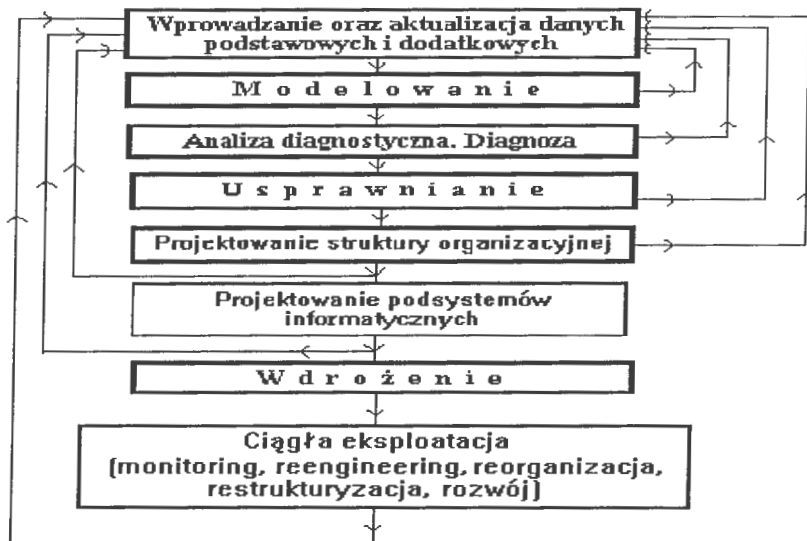 Wprowadzanie oraz aktualizacja danych
podstawowych i dodatkowych
M o d e l o w a n i e
Analiza diagnostyczna. Diagnoza
U s p r a w n i a n i e
Projektowanie struktury organizacyjnej
Projektowanie podsystemów
informatycznych
W d r o ż e n i e
Ciągła eksploatacja
(monitoring, reengineering, reorganizacja,
restrukturyzacja, rozwój)